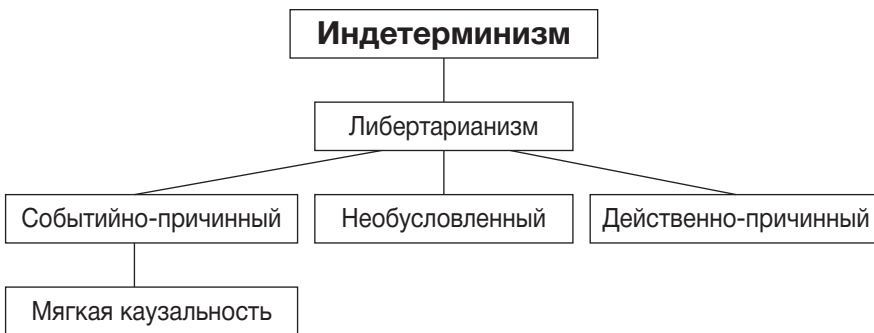 Индетерминизм
Либертарианизм
Событийно-причинный
Необусловленный
Действенно-причинный
Мягкая каузальность